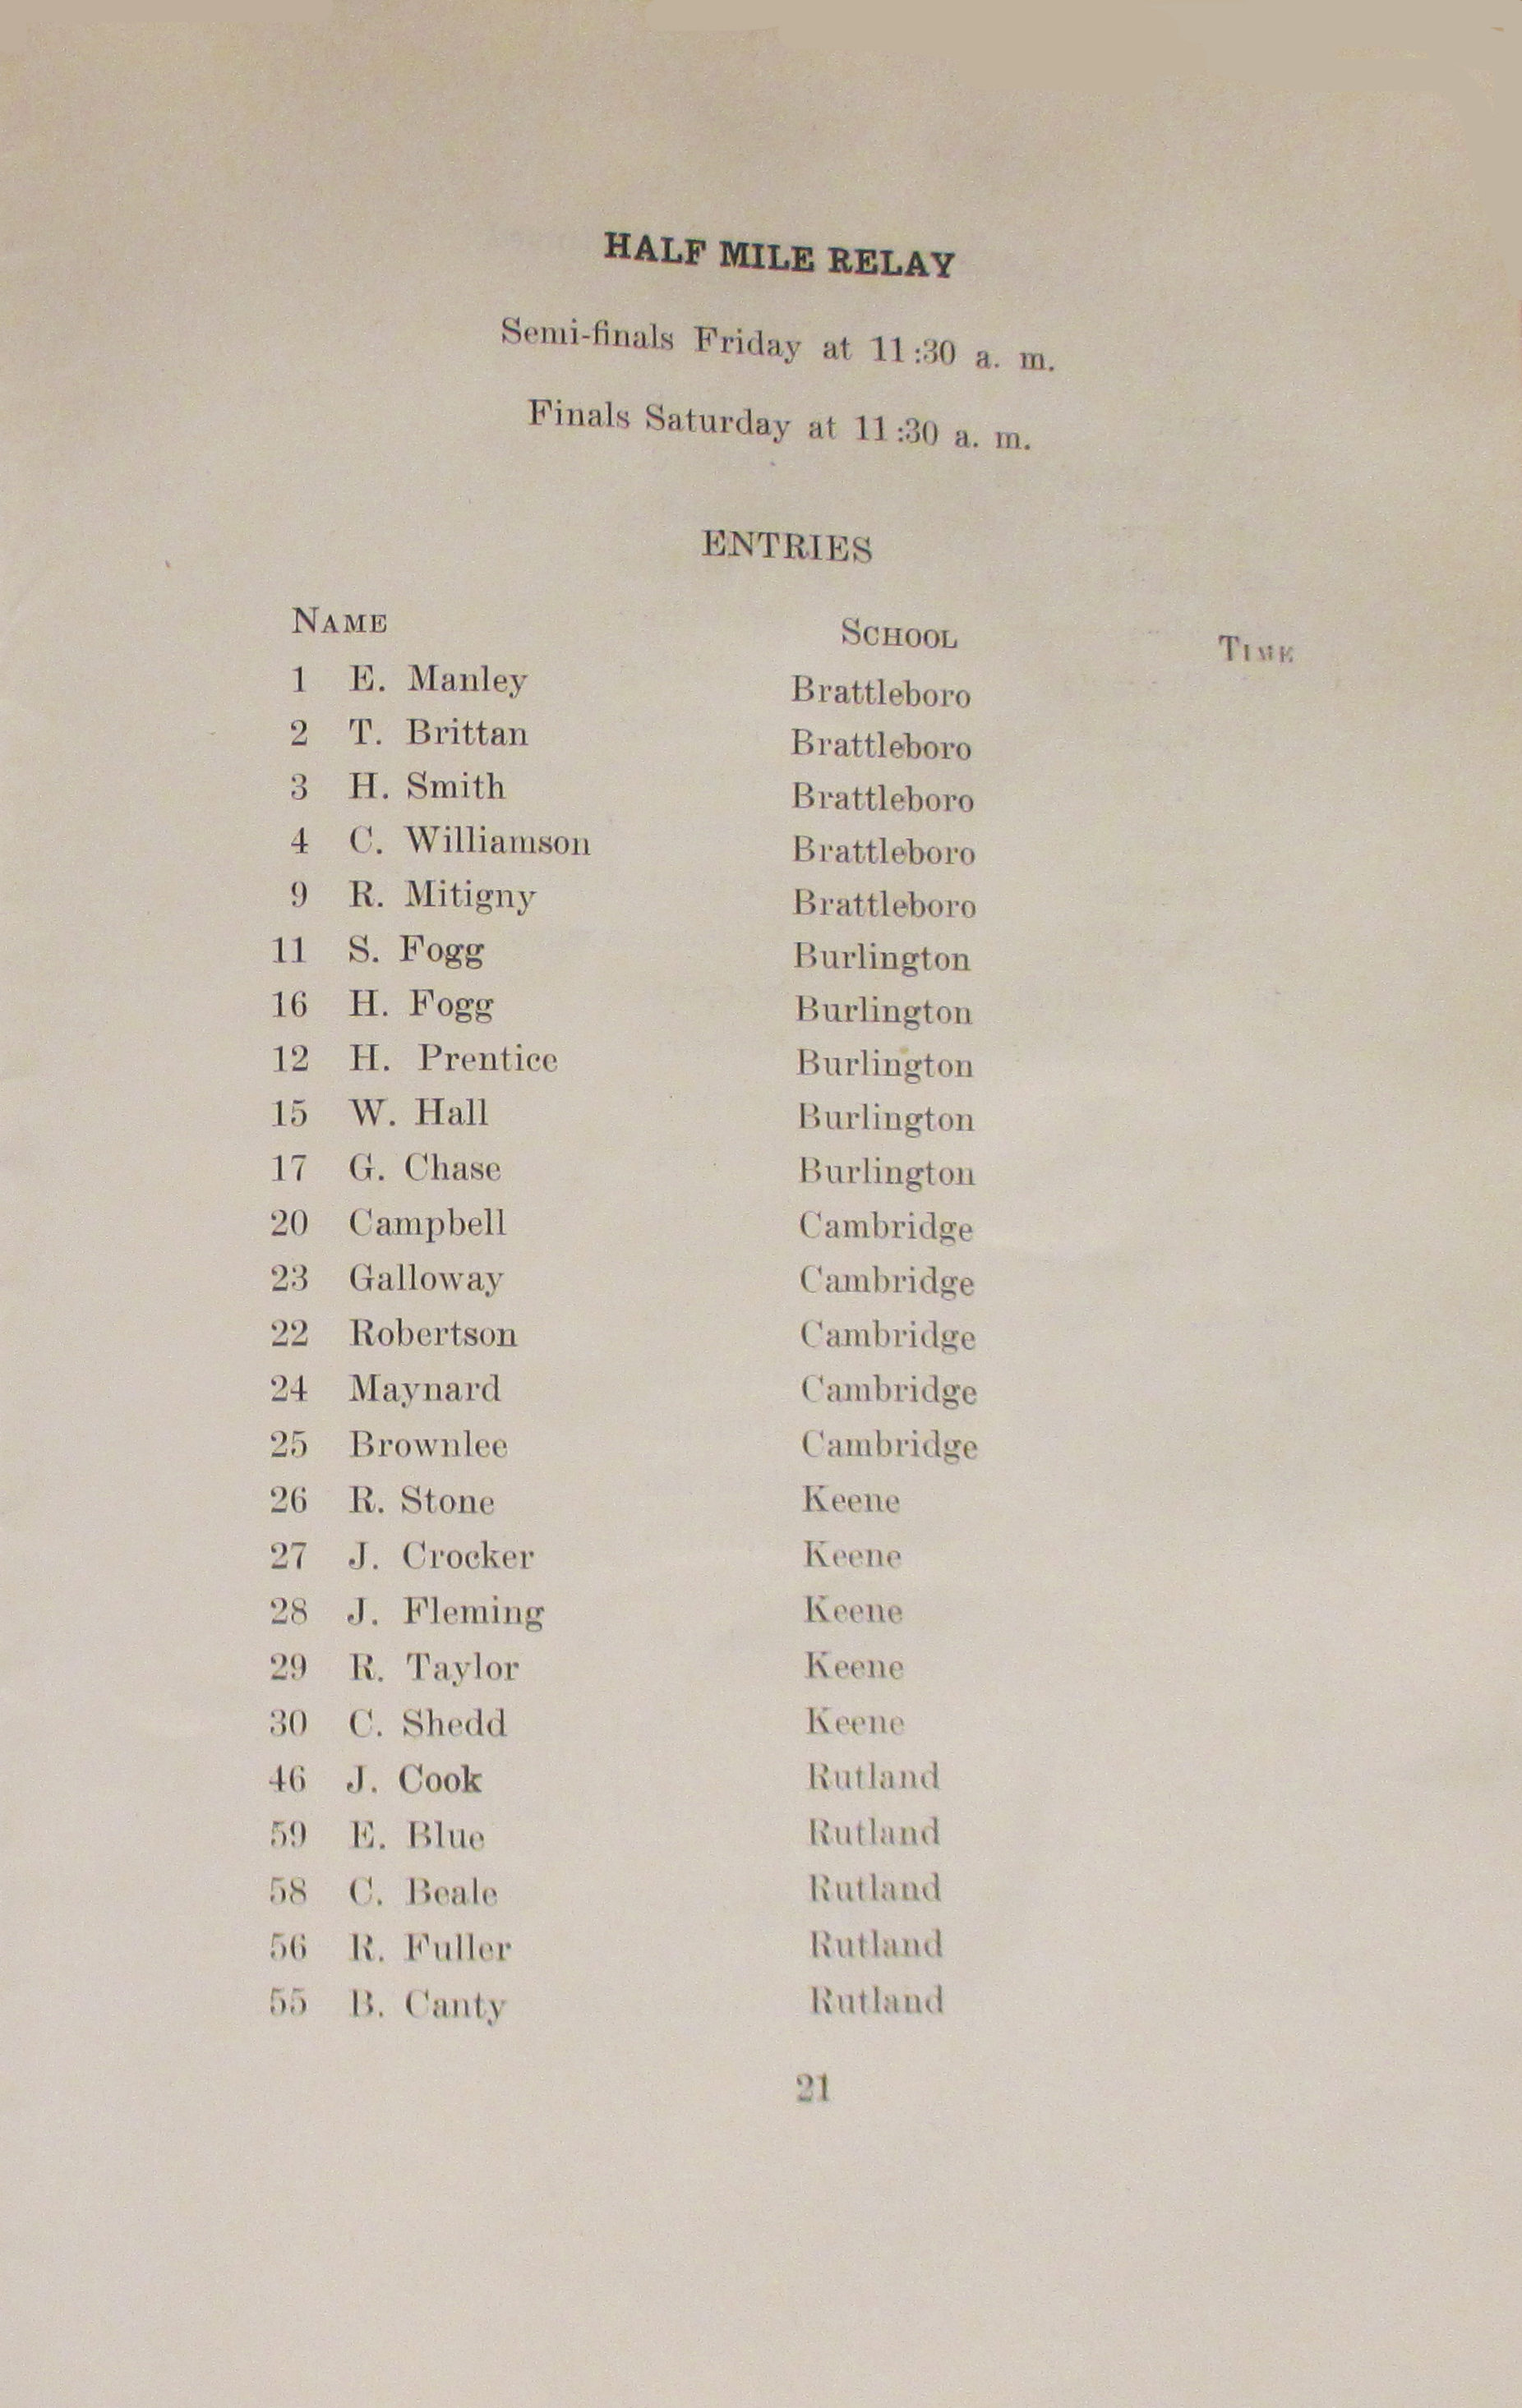 HALF MILE RELAY
Semi-finals Friday at 11:30 a. m.
Finals Saturday at 11:30 a. m.
ENTRIES
NAME SCHOOL TIME
1 E. Manley Brattleboro
2 T. Brittan Brattleboro
3 H. Smith Brattleboro
4 C. Williamson Brattleboro
9 R. Mitigny Brattleboro
11 S. Fogg Burlington
16 H. Fogg Burlington
12 H. Prentice Burlington
15 W. Hall Burlington
17 G. Chase Burlington
20 Campbell Cambridge
23 Galloway Cambridge
22 Robertson Cambridge
24 Maynard Cambridge
25 Brownlee Cambridge
26 R. Stone Keene
27 J. Crocker Keene
28 J. Fleming Keene
29 R. Taylor Keene
30 C. Shedd Keene
46 J. Cook Rutland
59 E. Blue Rutland
58 C. Beale Rutland
56 R. Fuller Rutland
55 B. Canty Rutland
21